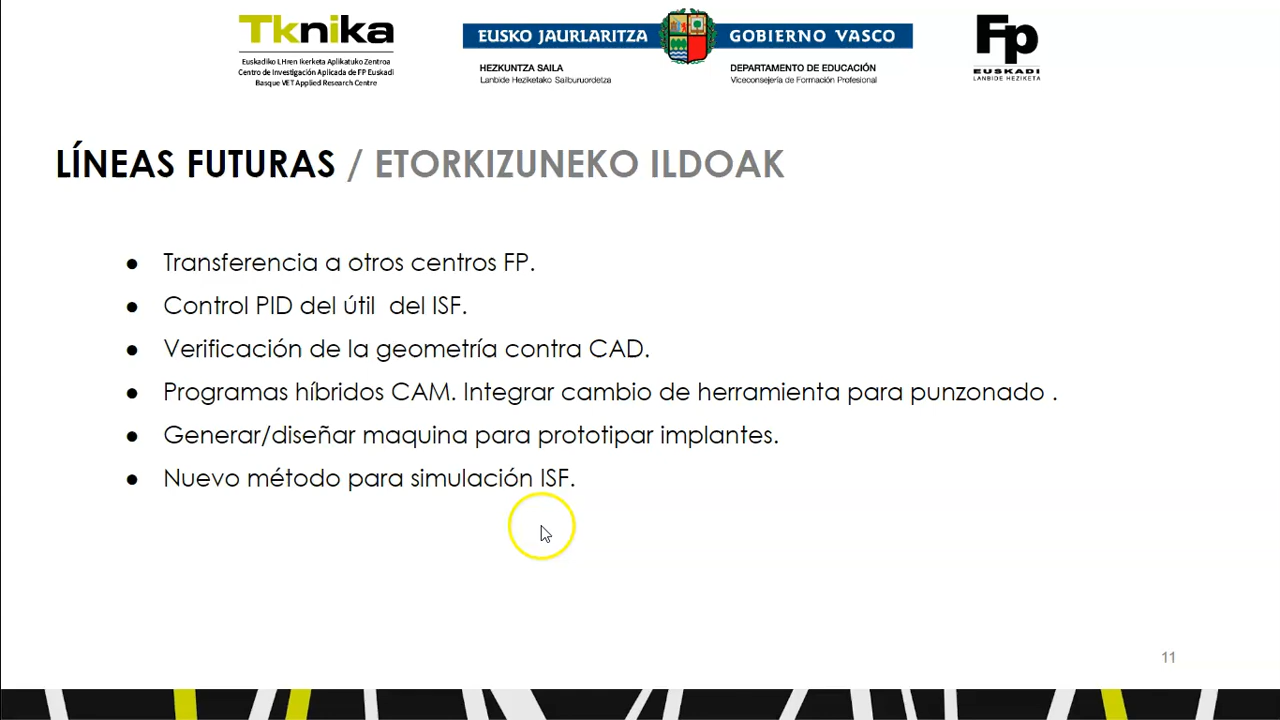 Tknika
Euskadiko LHren Ikerketa Aplikatuko Zentroa
Centro de Investigación Aplicada de FP Euskadi
Basque VET Applied Research Centre
EUSKO JAURLARITZA
GOBIERNO VASCO
HEZKUNTZA SAILA
Lanbide Heziketako Sailburuordetza
DEPARTAMENTO DE EDUCACIÓN
Viceconsejería de Formación Profesional
Fp
EUSKADI
LANBIDE HEZIKETA
LÍNEAS FUTURAS / ETORKIZUNEKO ILDOAK
● Transferencia a otros centros FP.
● Control PID del útil  del ISF.
● Verificación de la geometría contra CAD.
● Programas híbridos CAM. Integrar cambio de herramienta para punzonado .
● Generar/diseñar maquina para prototipar implantes.
● Nuevo método para simulación ISF.
11